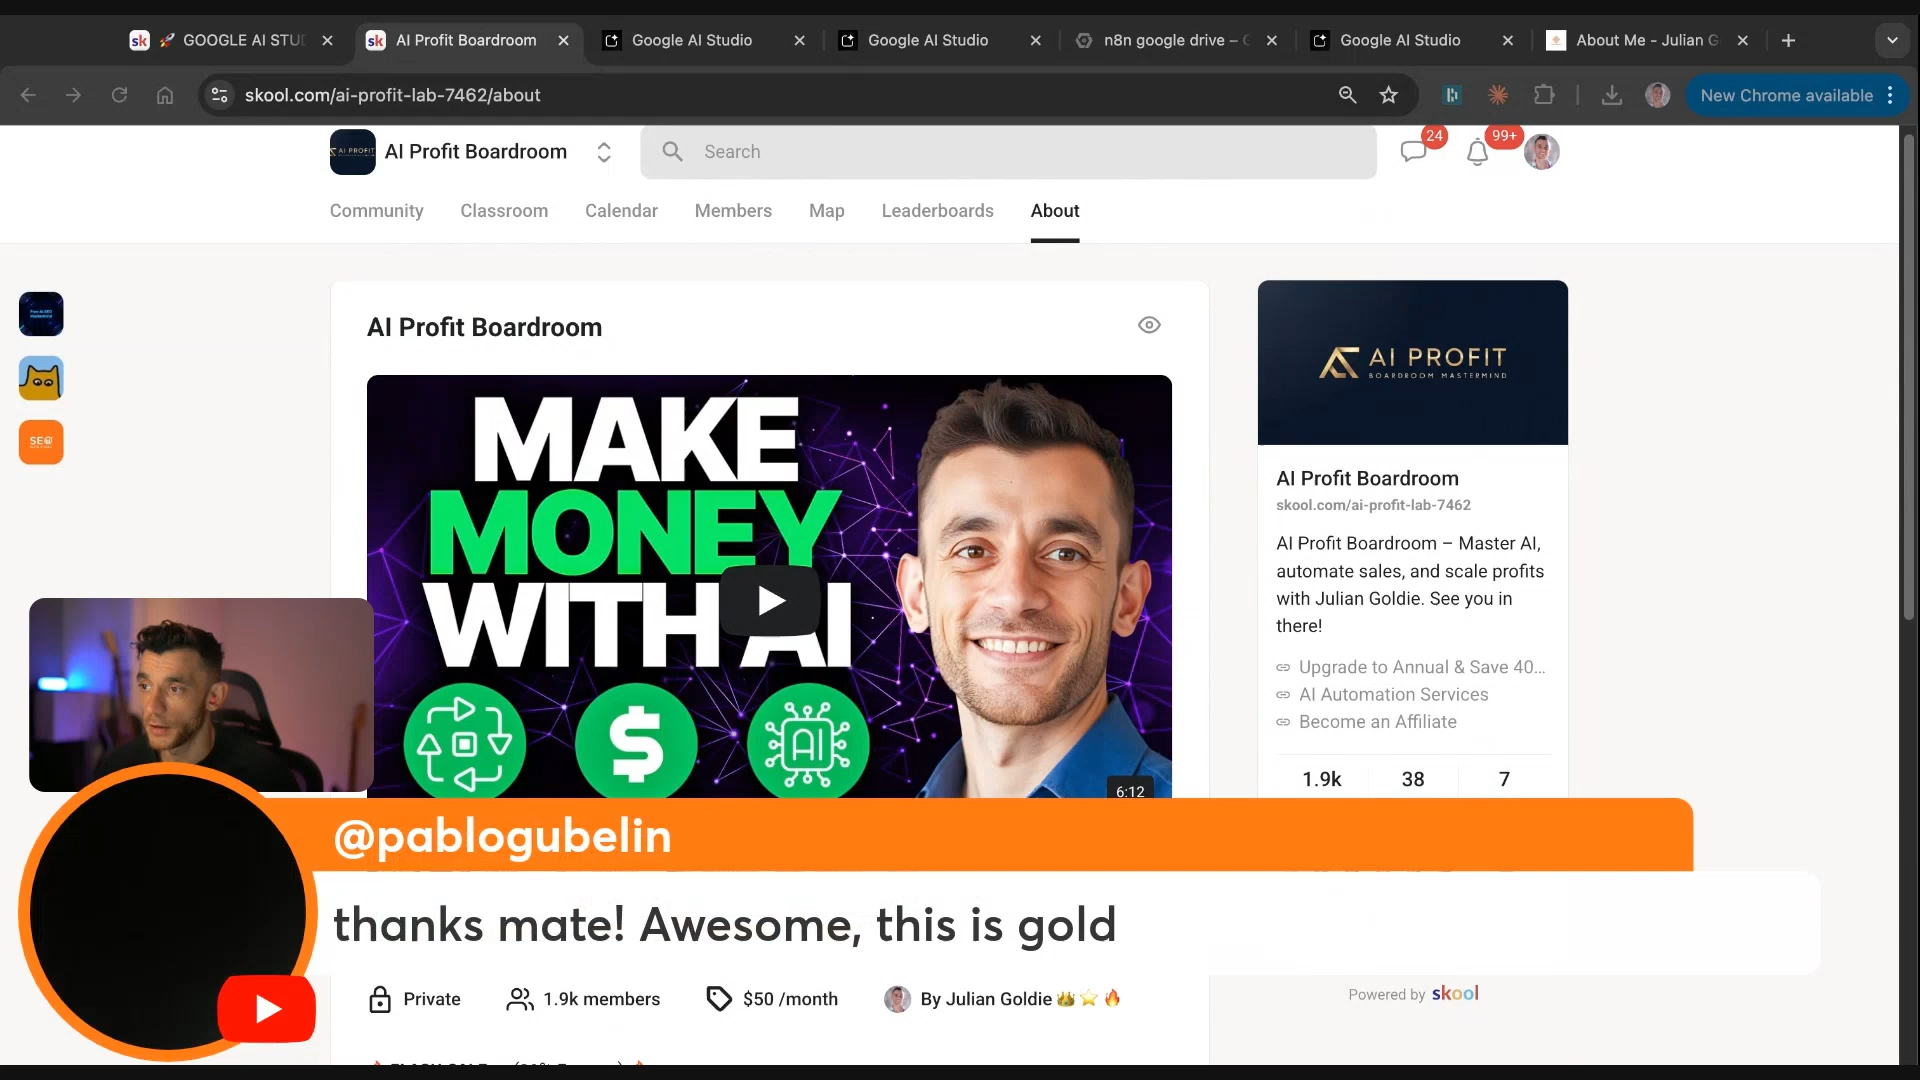 sk 🚀 GOOGLE AI STU
sk AI Profit Boardroom
Google AI Studio
Google AI Studio
n8n google drive –
Google AI Studio
About Me - Julian G
skool.com/ai-profit-lab-7462/about
New Chrome available
AI PROFIT
AI Profit Boardroom
Search
24
99+
Community
Classroom
Calendar
Members
Map
Leaderboards
About
AI Profit Boardroom
MAKE
MONEY
WITH AI
$
AI
6:12
AI PROFIT
BOARDROOM MASTERMIND
AI Profit Boardroom
skool.com/ai-profit-lab-7462
AI Profit Boardroom – Master AI,
automate sales, and scale profits
with Julian Goldie. See you in
there!
Upgrade to Annual & Save 40...
AI Automation Services
Become an Affiliate
1.9k
38
7
@pablogubelin
thanks mate! Awesome, this is gold
Private
1.9k members
$50 /month
By Julian Goldie 👑⭐🔥
Powered by skool